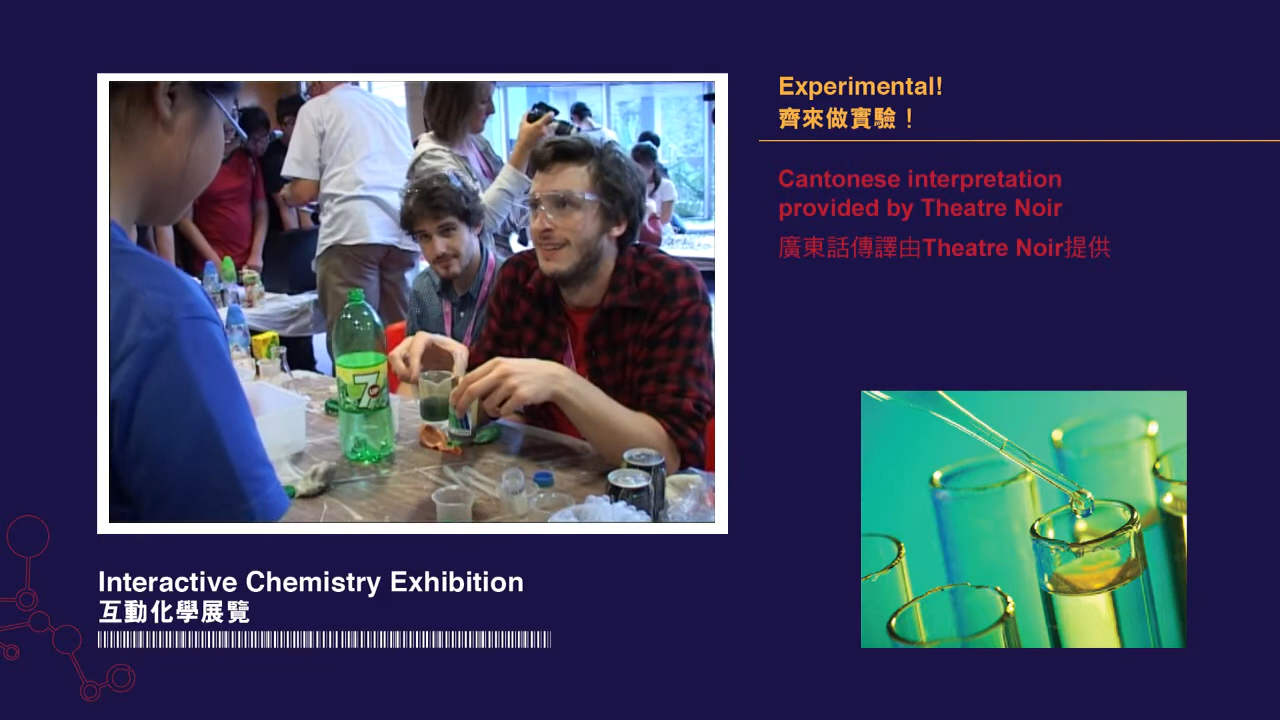 Experimental!
齊來做實驗！
Cantonese interpretation
provided by Theatre Noir
廣東話傳譯由Theatre Noir提供
7
UP
Interactive Chemistry Exhibition
互動化學展覽